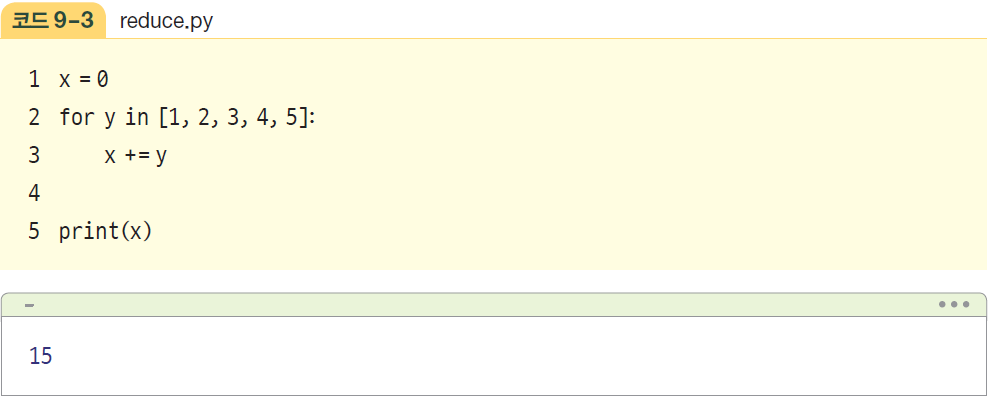 코드 9-3 reduce.py
1 x = 0
2 for y in [1, 2, 3, 4, 5]:
3     x += y
4
5 print(x)
15